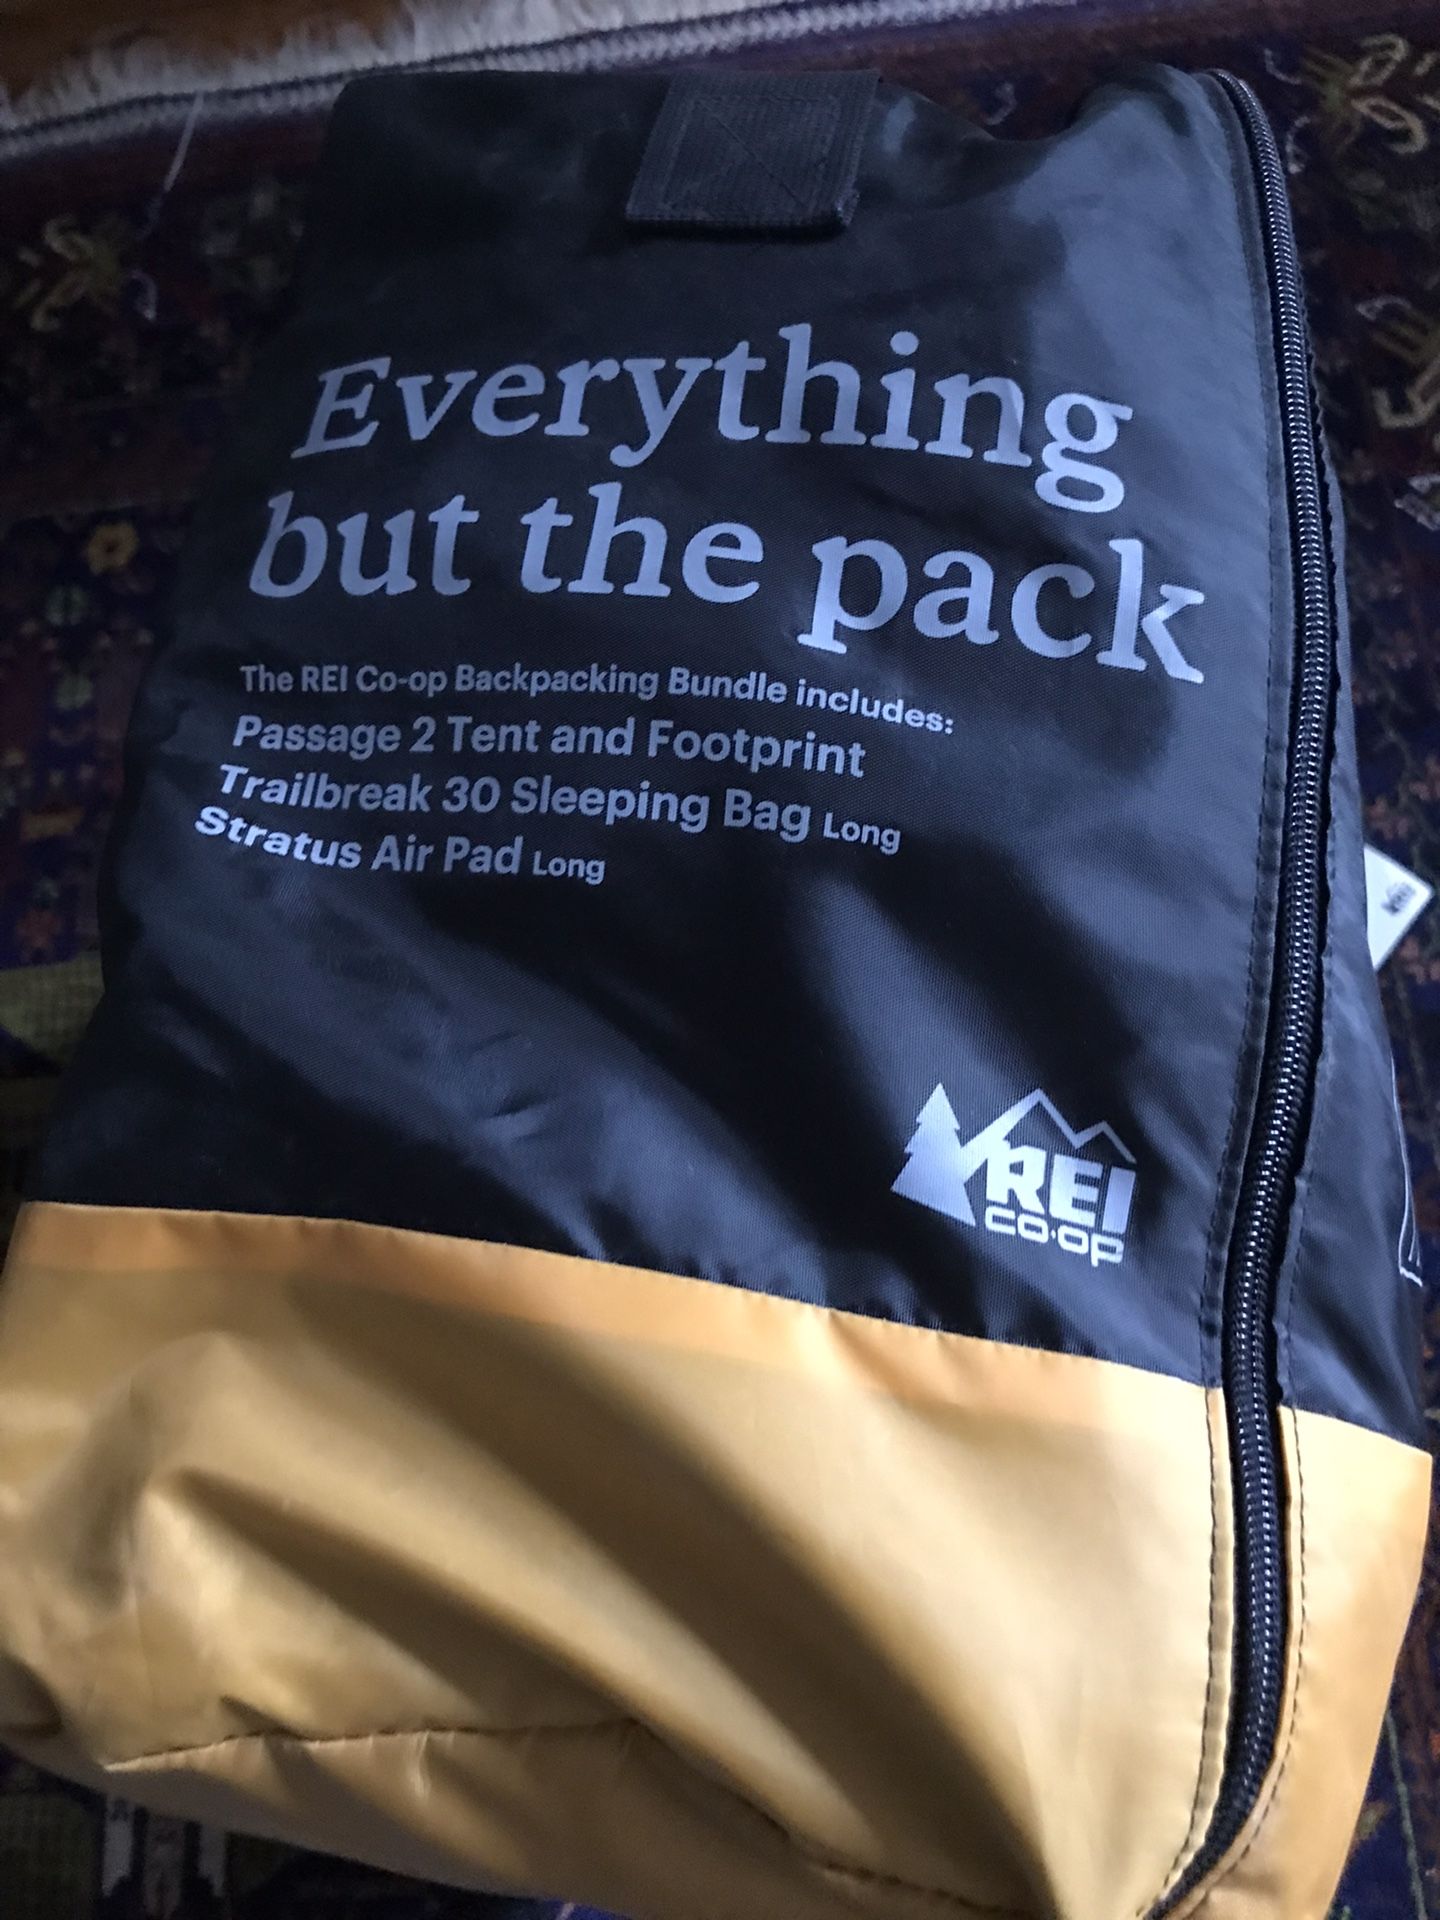 Everything
but the pack
The REI Co-op Backpacking Bundle includes:
Passage 2 Tent and Footprint
Trailbreak 30 Sleeping Bag Long
Stratus Air Pad Long
REI
co·op